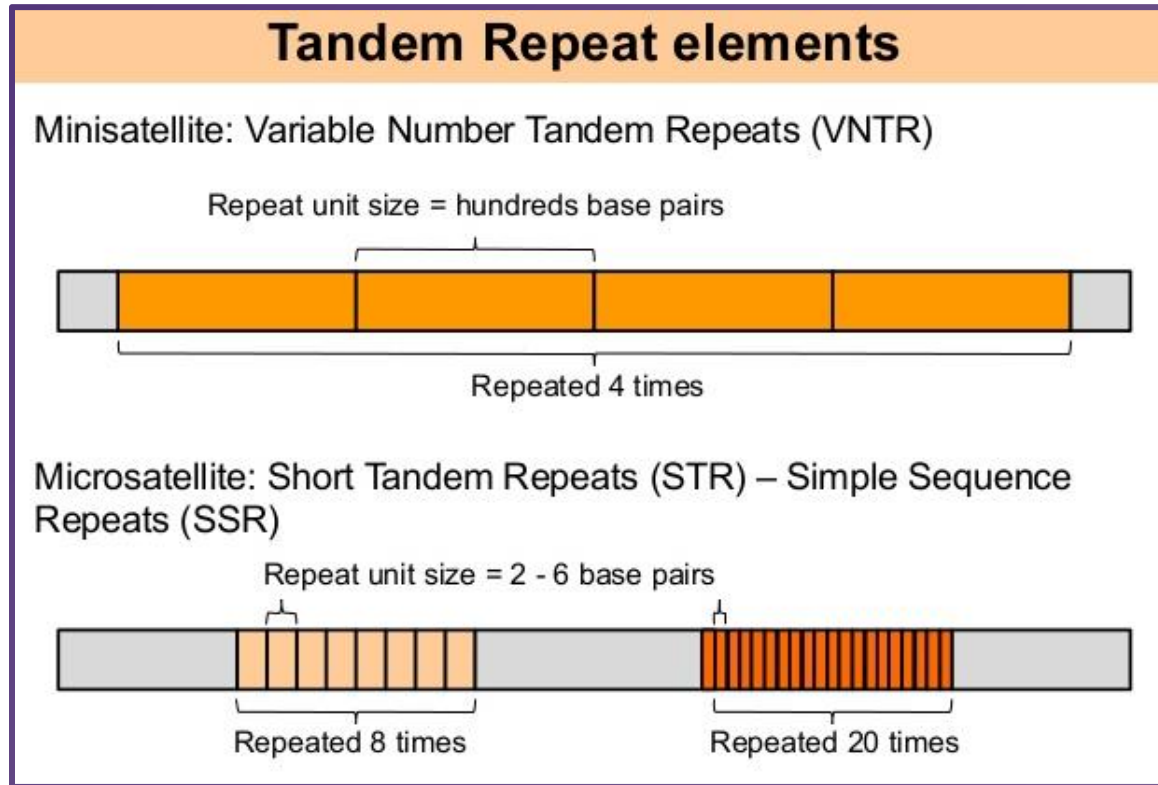 Tandem Repeat elements
Minisatellite: Variable Number Tandem Repeats (VNTR)
Repeat unit size = hundreds base pairs
Repeated 4 times
Microsatellite: Short Tandem Repeats (STR) – Simple Sequence
Repeats (SSR)
Repeat unit size = 2 - 6 base pairs
Repeated 8 times
Repeated 20 times